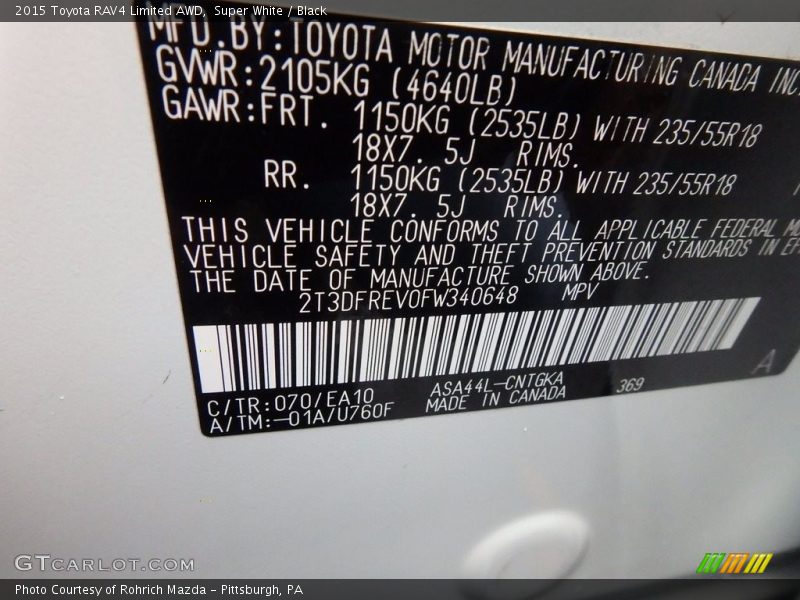 2015 Toyota RAV4 Limited AWD, Super White / Black
MFD.BY:TOYOTA MOTOR MANUFACTURING CANADA INC.
GVWR:2105KG (4640LB)
GAWR:FRT. 1150KG (2535LB) WITH 235/55R18
18X7. 5J RIMS.
RR. 1150KG (2535LB) WITH 235/55R18
18X7. 5J RIMS.
THIS VEHICLE CONFORMS TO ALL APPLICABLE FEDERAL
VEHICLE SAFETY AND THEFT PREVENTION STANDARDS IN
THE DATE OF MANUFACTURE SHOWN ABOVE.
2T3DFREV0FW340648 MPV
A
C/TR:070/EA10 ASA44L-CNTGKA 369
A/TM:-01A/U760F MADE IN CANADA
GTCARLOT.COM
Photo Courtesy of Rohrich Mazda - Pittsburgh, PA